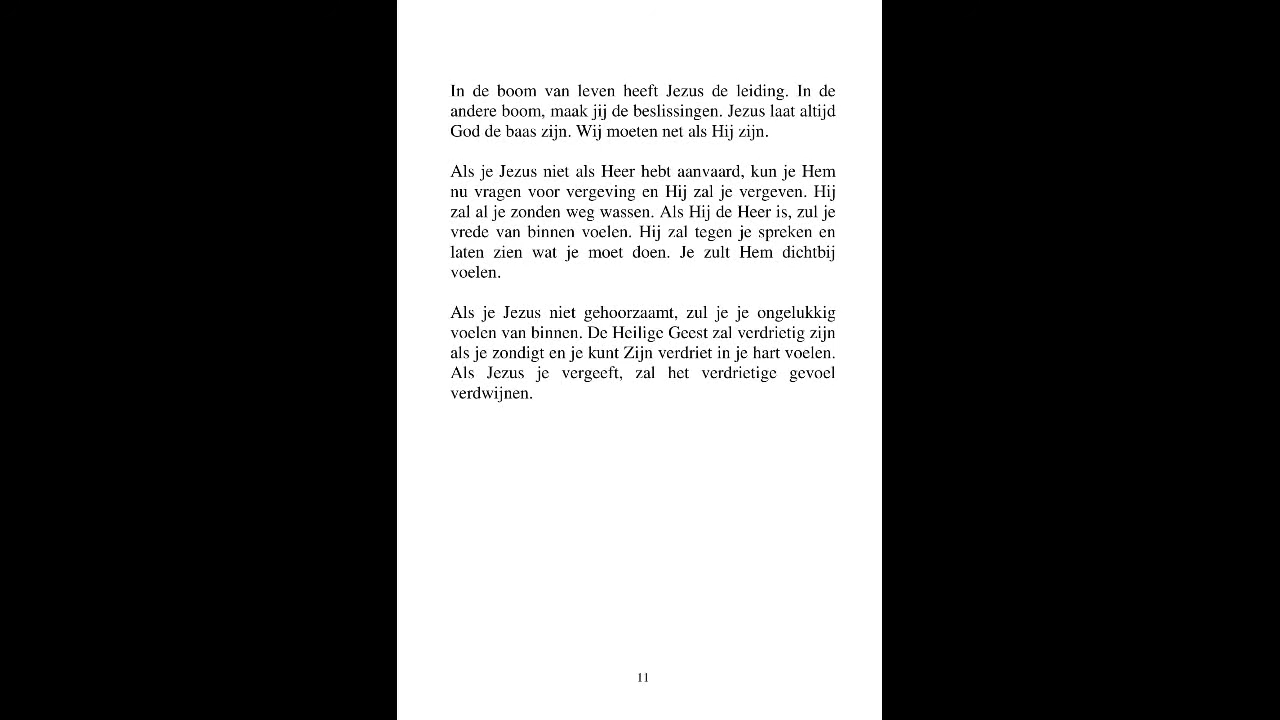 In de boom van leven heeft Jezus de leiding. In de
andere boom, maak jij de beslissingen. Jezus laat altijd
God de baas zijn. Wij moeten net als Hij zijn.
Als je Jezus niet als Heer hebt aanvaard, kun je Hem
nu vragen voor vergeving en Hij zal je vergeven. Hij
zal al je zonden weg wassen. Als Hij de Heer is, zul je
vrede van binnen voelen. Hij zal tegen je spreken en
laten zien wat je moet doen. Je zult Hem dichtbij
voelen.
Als je Jezus niet gehoorzaamt, zul je je ongelukkig
voelen van binnen. De Heilige Geest zal verdrietig zijn
als je zondigt en je kunt Zijn verdriet in je hart voelen.
Als Jezus je vergeeft, zal het verdrietige gevoel
verdwijnen.
11